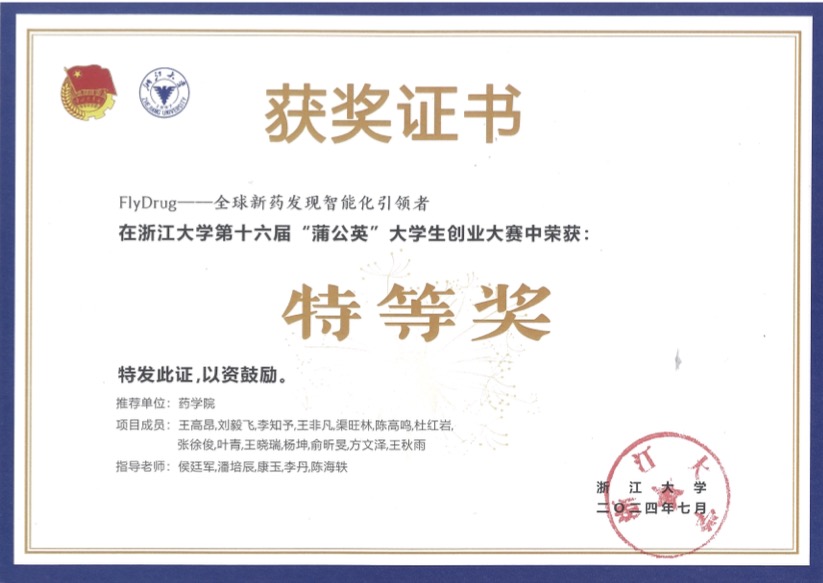 浙江大学
ZHEJIANG UNIVERSITY
获奖证书
FlyDrug——全球新药发现智能化引领者
在浙江大学第十六届“蒲公英”大学生创业大赛中荣获：
特等奖
特发此证,以资鼓励。
推荐单位：药学院
项目成员：王高昂,刘毅飞,李知予,王非凡,渠旺林,陈高鸣,杜红岩,
张徐俊,叶青,王晓瑞,杨坤,俞昕旻,方文泽,王秋雨
指导老师：侯廷军,潘培辰,康玉,李丹,陈海轶
浙江大学
二〇二四年七月